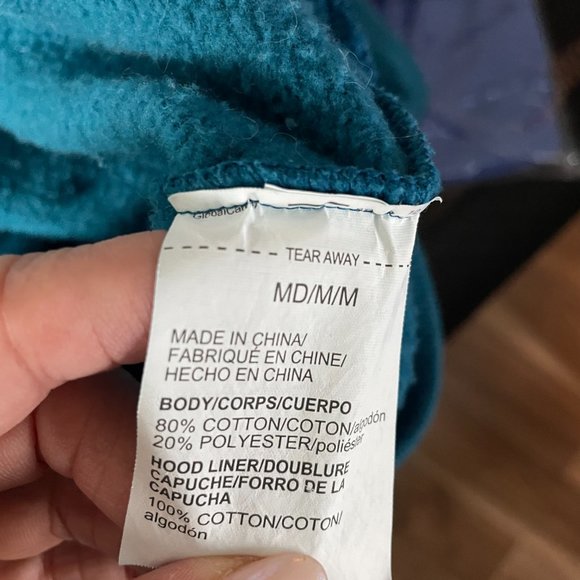 - - - TEAR AWAY - - -
MD/M/M
MADE IN CHINA/
FABRIQUÉ EN CHINE/
HECHO EN CHINA
BODY/CORPS/CUERPO
80% COTTON/COTON/algodón
20% POLYESTER/poliéster
HOOD LINER/DOUBLURE
CAPUCHE/FORRO DE LA
CAPUCHA
100% COTTON/COTON/
algodón